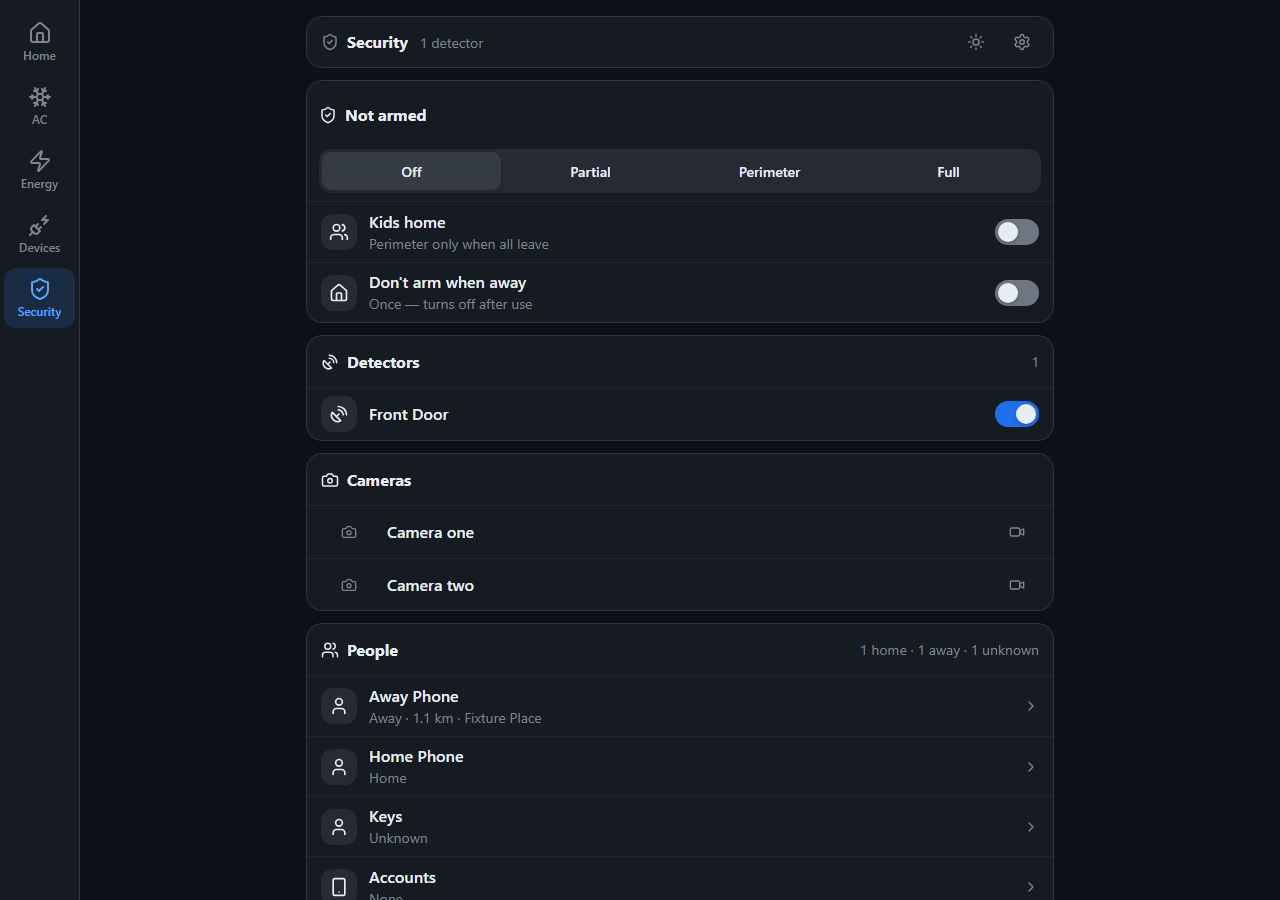 Home
AC
Energy
Devices
Security
Security 1 detector
Not armed
Off Partial Perimeter Full
Kids home
Perimeter only when all leave
Don't arm when away
Once — turns off after use
Detectors 1
Front Door
Cameras
Camera one
Camera two
People 1 home · 1 away · 1 unknown
Away Phone
Away · 1.1 km · Fixture Place
Home Phone
Home
Keys
Unknown
Accounts
None